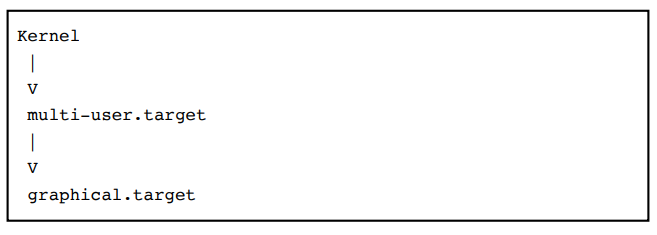 Kernel
|
V
multi-user.target
|
V
graphical.target